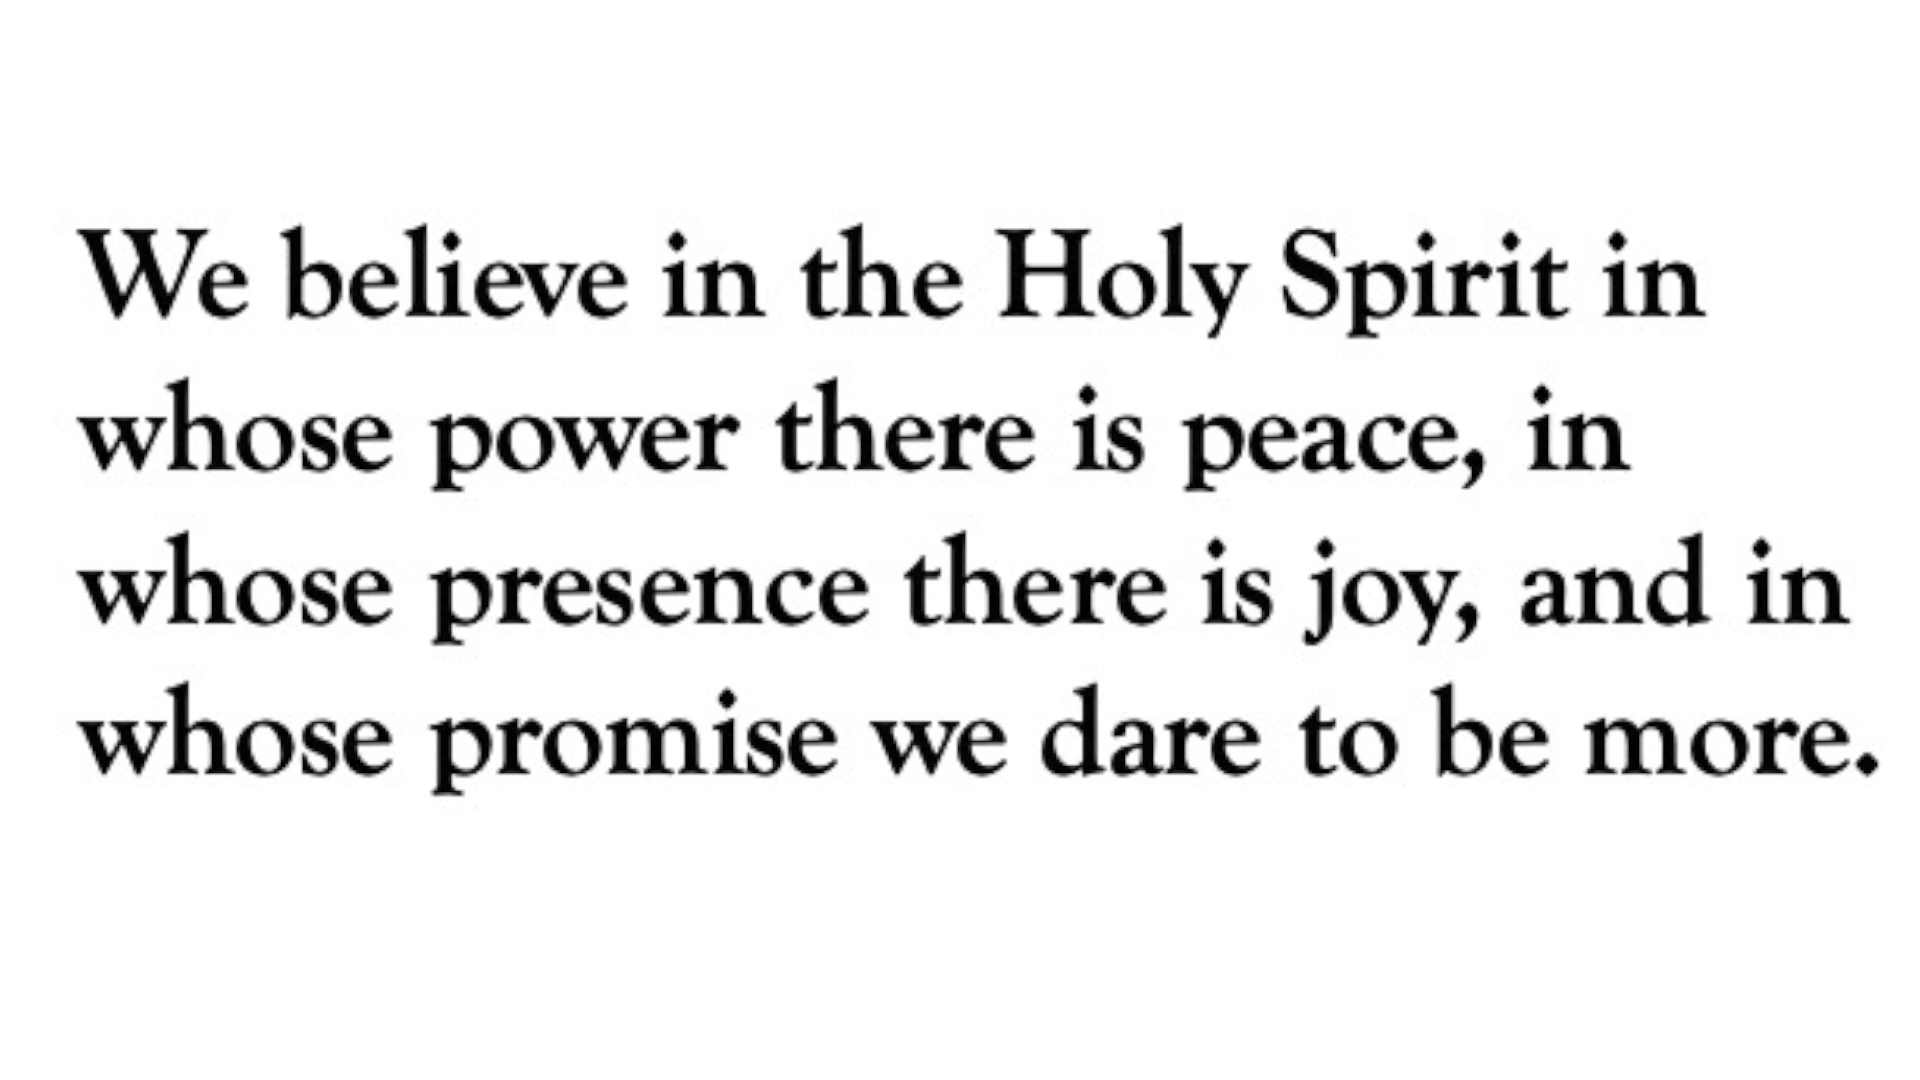 We believe in the Holy Spirit in
whose power there is peace, in
whose presence there is joy, and in
whose promise we dare to be more.